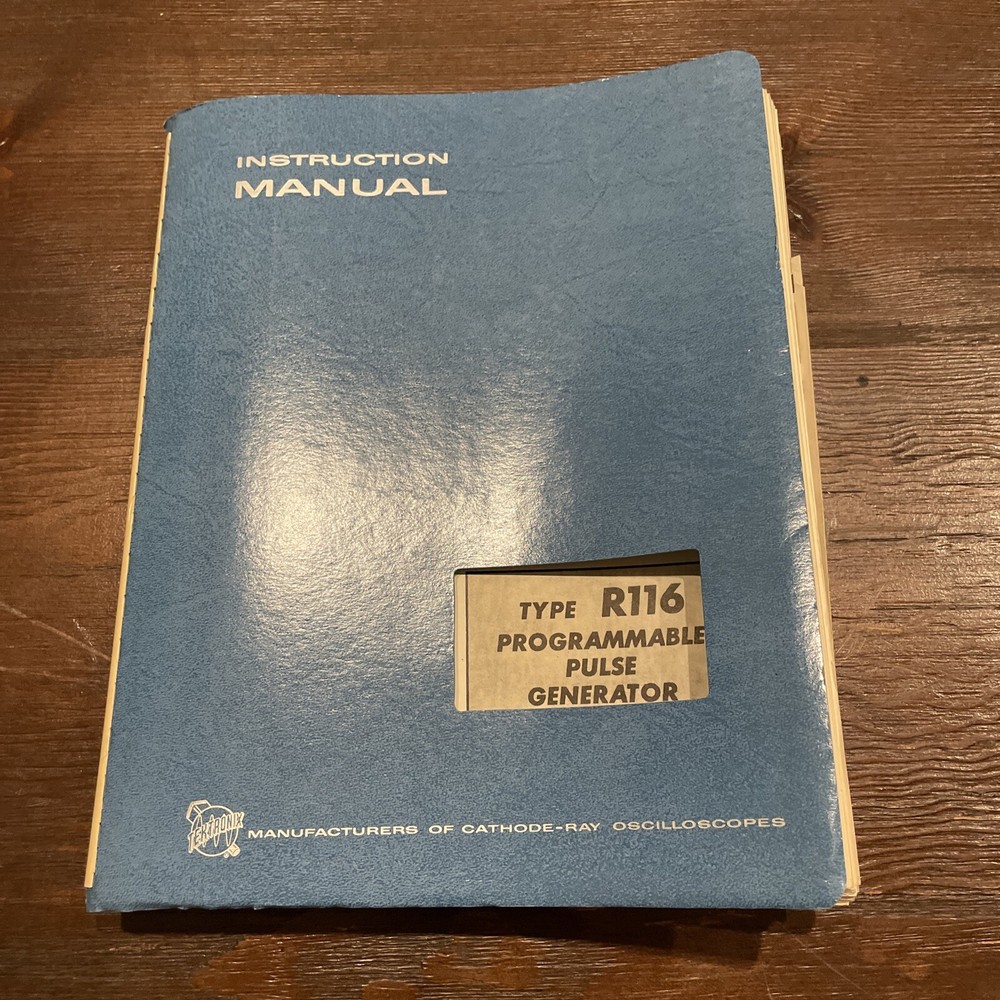 INSTRUCTION
MANUAL
TYPE R116
PROGRAMMABLE
PULSE
GENERATOR
TEKTRONIX
MANUFACTURERS OF CATHODE-RAY OSCILLOSCOPES